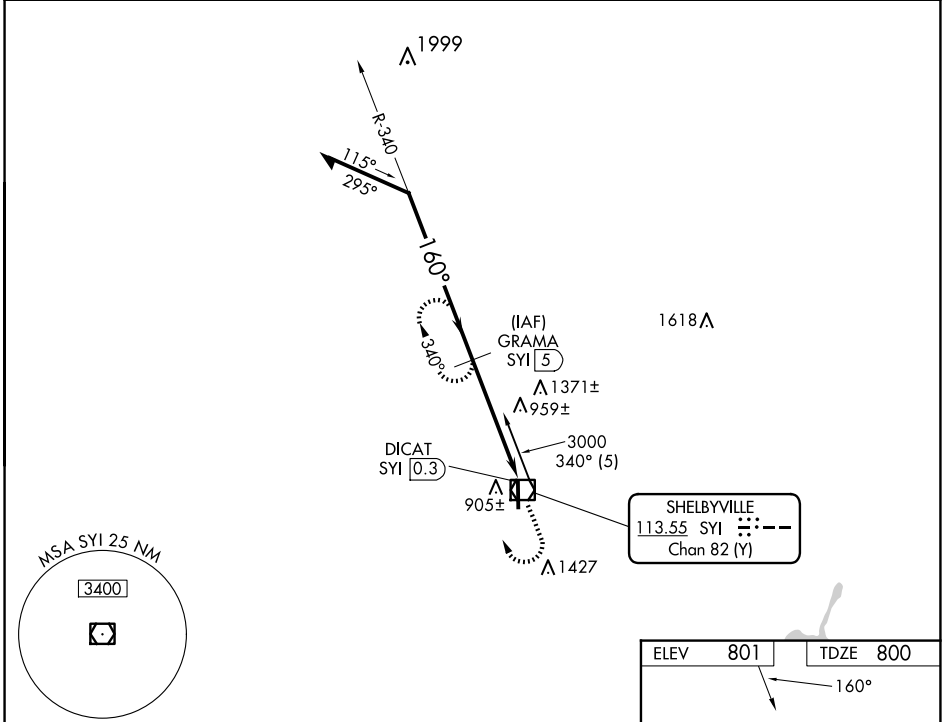 1999
R-340
115°
295°
160°
(IAF)
GRAMA
SYI 5
340°
1618
1371±
959±
3000
340° (5)
DICAT
SYI 0.3
905±
SHELBYVILLE
113.55 SYI
Chan 82 (Y)
1427
MSA SYI 25 NM
3400
ELEV 801
TDZE 800
160°